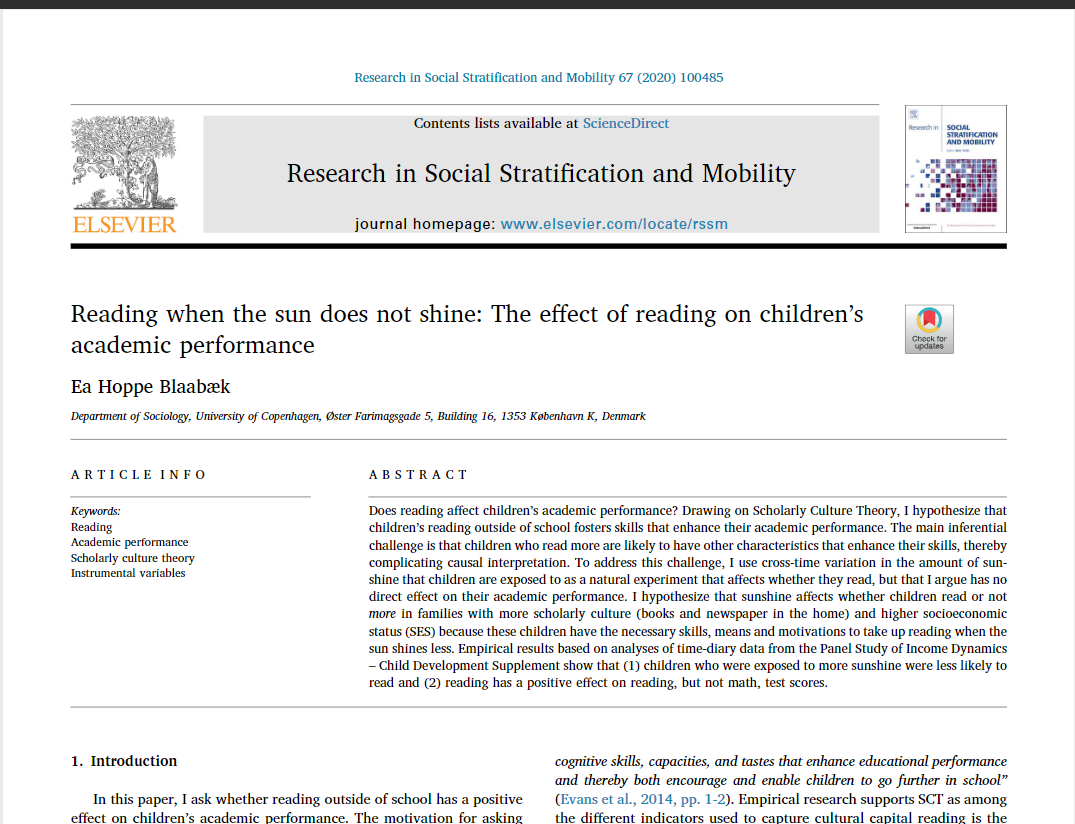 Research in Social Stratification and Mobility 67 (2020) 100485
Contents lists available at ScienceDirect
Research in Social Stratification and Mobility
journal homepage: www.elsevier.com/locate/rssm
ELSEVIER
Research in
SOCIAL
STRATIFICATION
AND MOBILITY
Reading when the sun does not shine: The effect of reading on children's
academic performance
Check for
updates
Ea Hoppe Blaabæk
Department of Sociology, University of Copenhagen, Øster Farimagsgade 5, Building 16, 1353 København K, Denmark
ARTICLE INFO
Keywords:
Reading
Academic performance
Scholarly culture theory
Instrumental variables
ABSTRACT
Does reading affect children's academic performance? Drawing on Scholarly Culture Theory, I hypothesize that
children's reading outside of school fosters skills that enhance their academic performance. The main inferential
challenge is that children who read more are likely to have other characteristics that enhance their skills, thereby
complicating causal interpretation. To address this challenge, I use cross-time variation in the amount of sun-
shine that children are exposed to as a natural experiment that affects whether they read, but that I argue has no
direct effect on their academic performance. I hypothesize that sunshine affects whether children read or not
more in families with more scholarly culture (books and newspaper in the home) and higher socioeconomic
status (SES) because these children have the necessary skills, means and motivations to take up reading when the
sun shines less. Empirical results based on analyses of time-diary data from the Panel Study of Income Dynamics
– Child Development Supplement show that (1) children who were exposed to more sunshine were less likely to
read and (2) reading has a positive effect on reading, but not math, test scores.
1. Introduction
In this paper, I ask whether reading outside of school has a positive
effect on children's academic performance. The motivation for asking
cognitive skills, capacities, and tastes that enhance educational performance
and thereby both encourage and enable children to go further in school"
(Evans et al., 2014, pp. 1-2). Empirical research supports SCT as among
the different indicators used to capture cultural capital reading is the